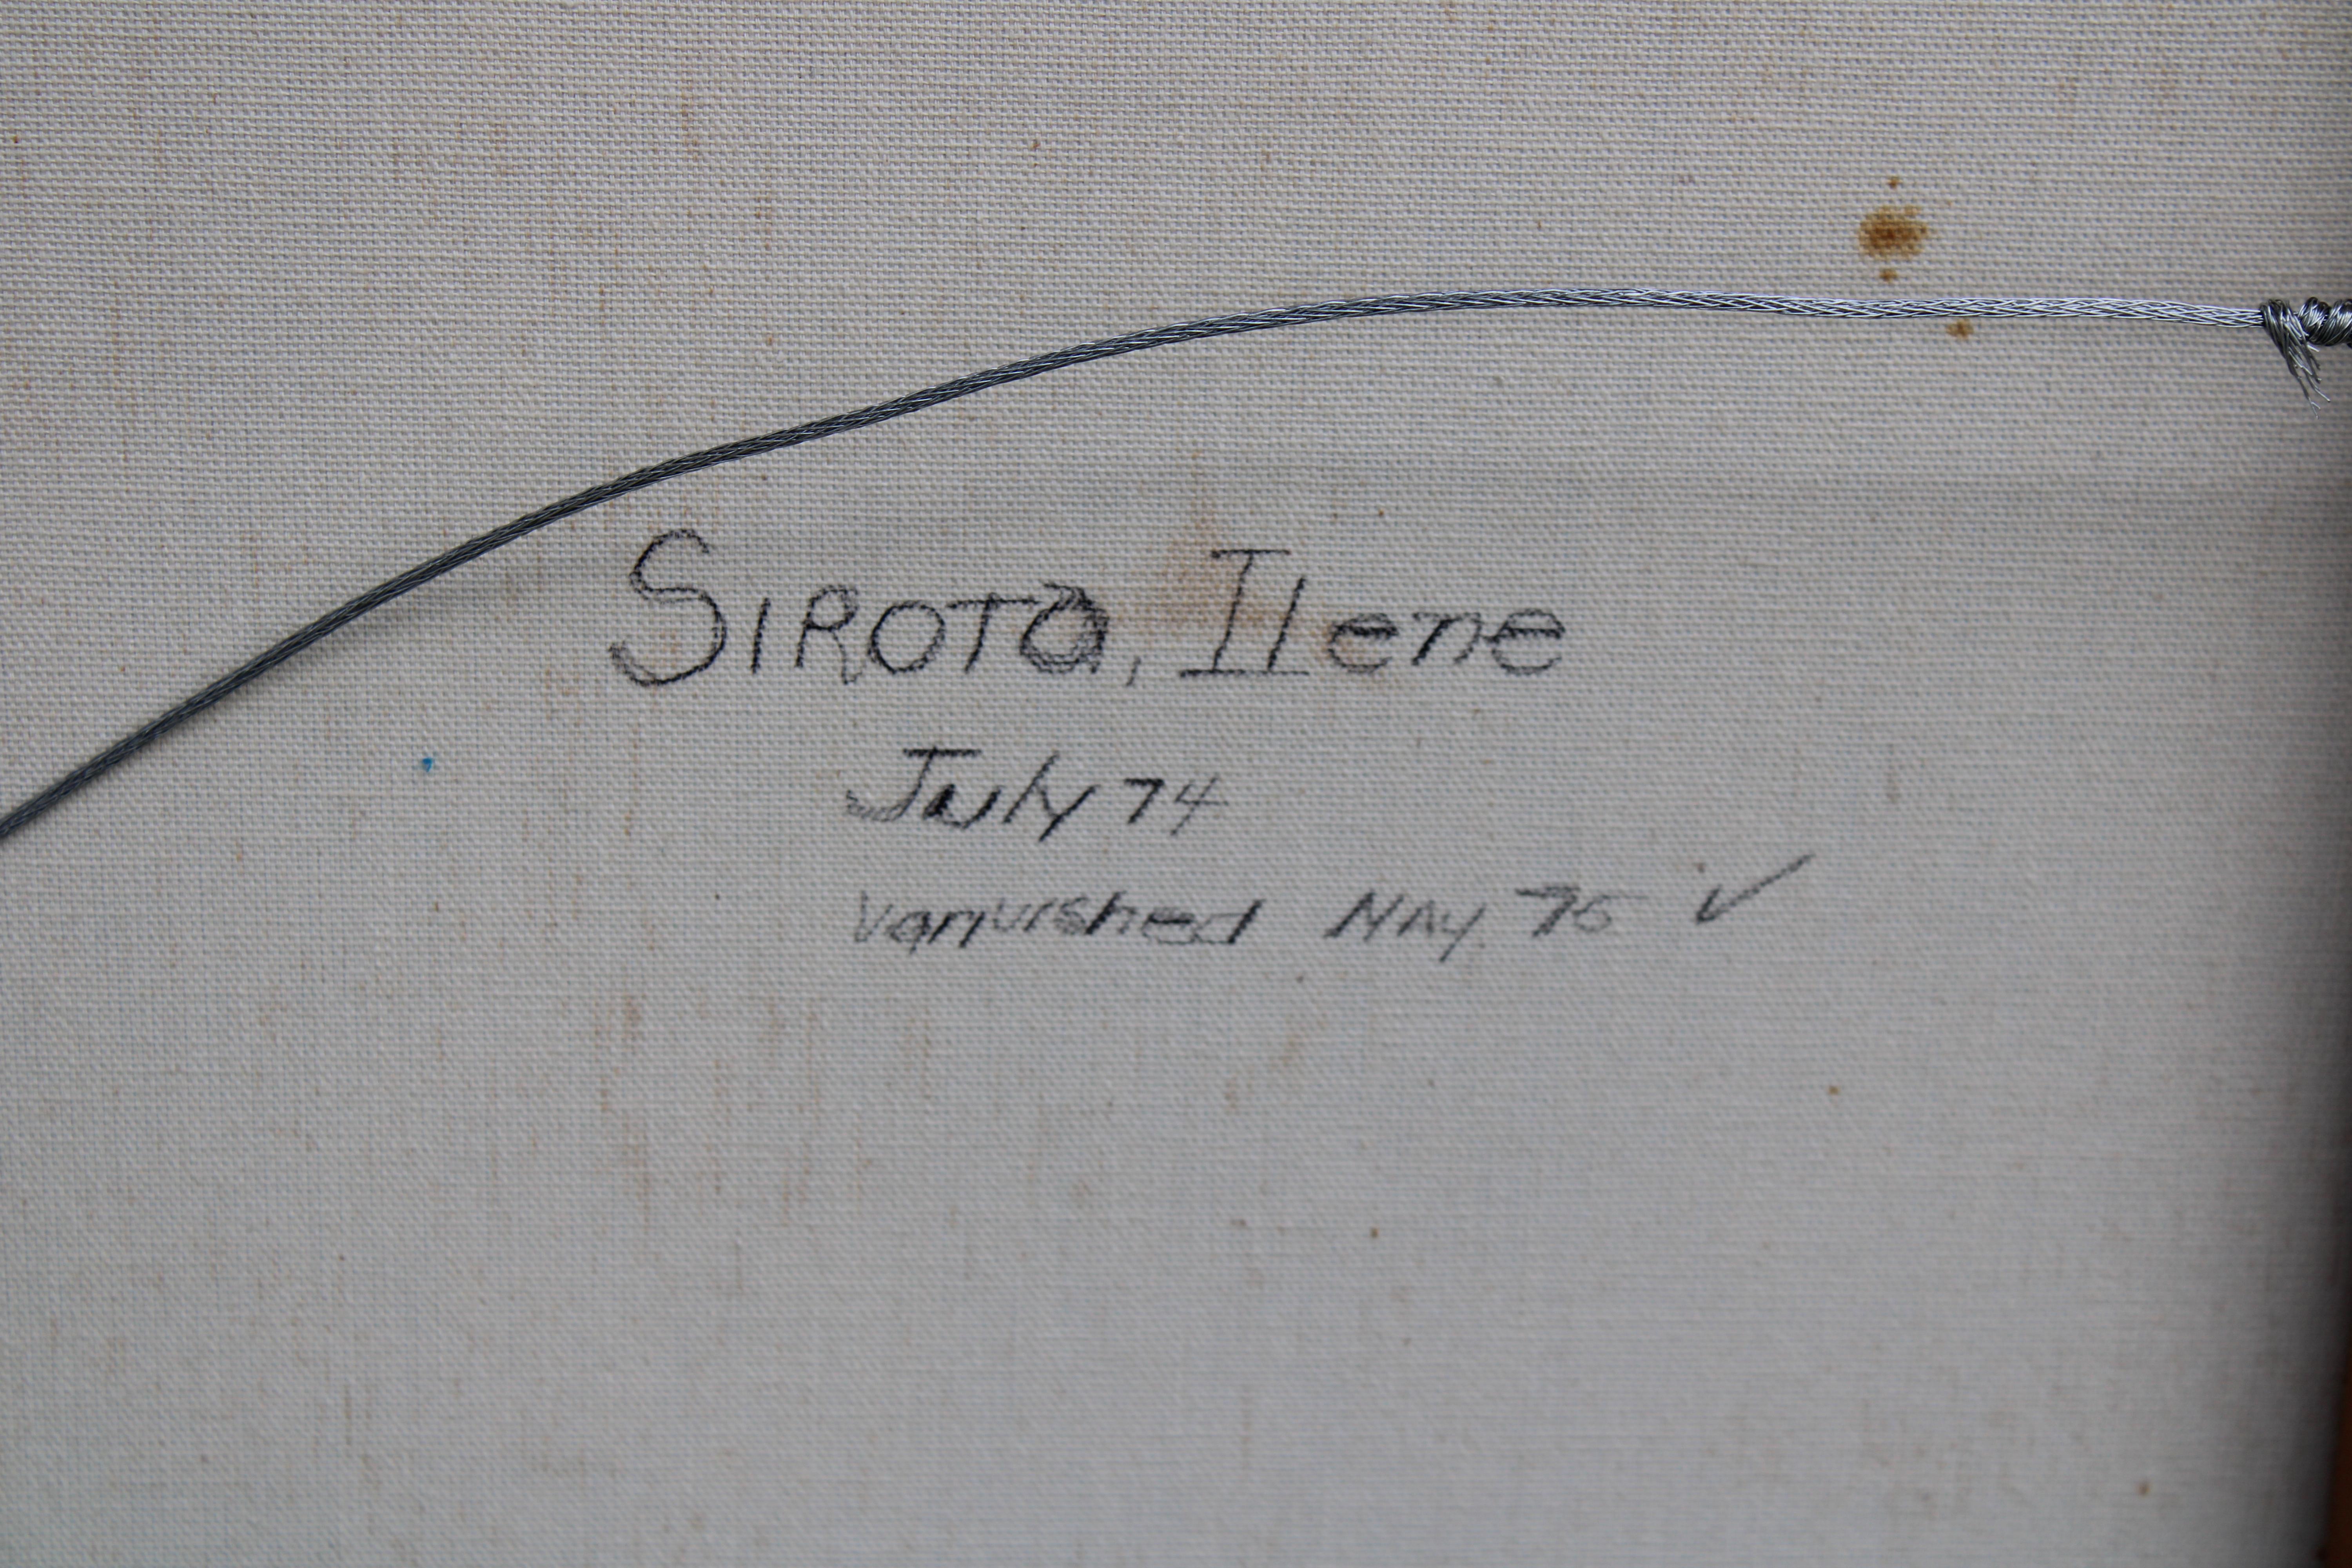 SIROTa, Ilene
July 74
Varnished MAY 75 ✓